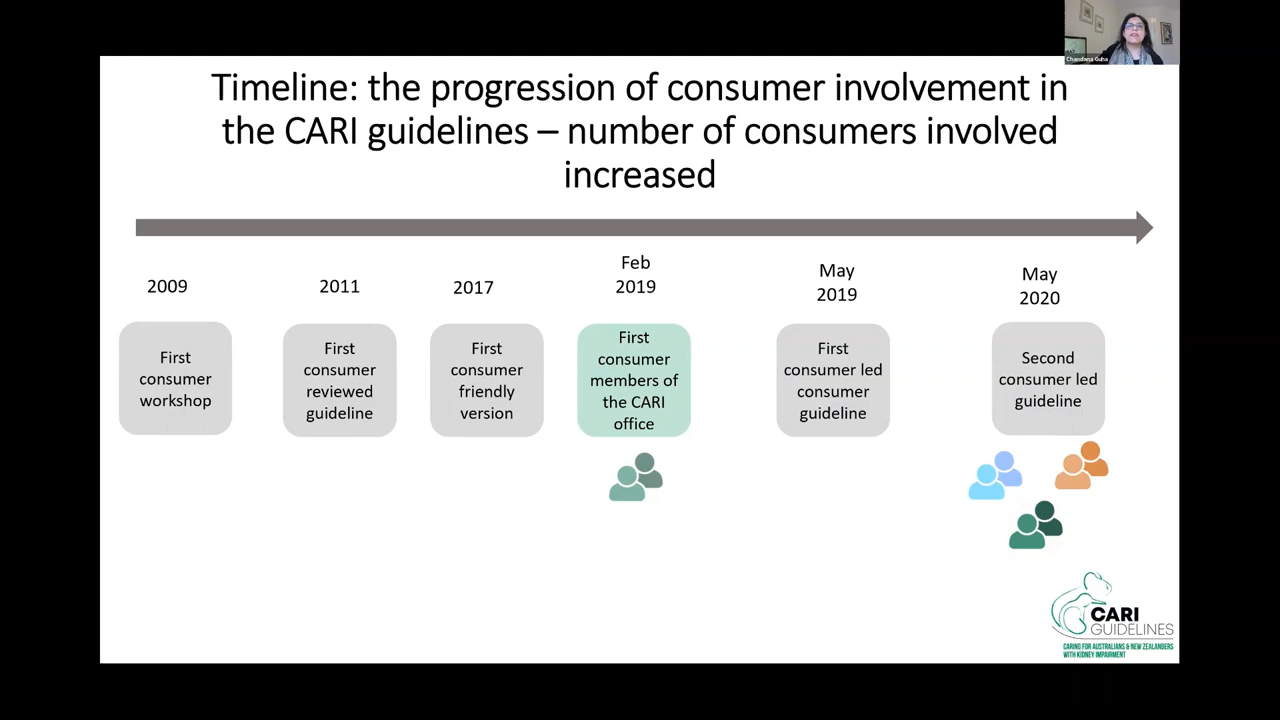 Chandana Guha
Timeline: the progression of consumer involvement in
the CARI guidelines – number of consumers involved
increased
2009
2011
2017
Feb
2019
May
2019
May
2020
First
consumer
workshop
First
consumer
reviewed
guideline
First
consumer
friendly
version
First
consumer
members of
the CARI
office
First
consumer led
consumer
guideline
Second
consumer led
guideline
CARI
GUIDELINES
CARING FOR AUSTRALIANS & NEW ZEALANDERS
WITH KIDNEY IMPAIRMENT